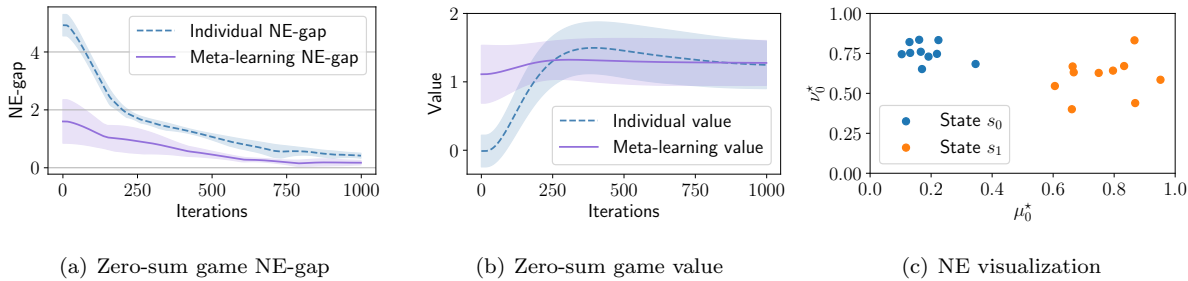 4
2
0
NE-gap
Individual NE-gap
Meta-learning NE-gap
0 250 500 750 1000
Iterations
(a) Zero-sum game NE-gap
2
1
0
Value
Individual value
Meta-learning value
0 250 500 750 1000
Iterations
(b) Zero-sum game value
1.00
0.75
0.50
0.25
0.00
ν₀*
State s₀
State s₁
0.0 0.2 0.4 0.6 0.8 1.0
μ₀*
(c) NE visualization